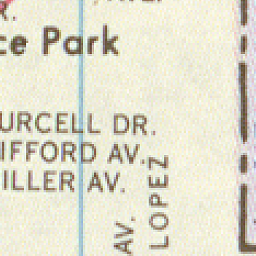 R.
ce Park
URCELL DR.
IFFORD AV.
ILLER AV.
AV.
LOPEZ